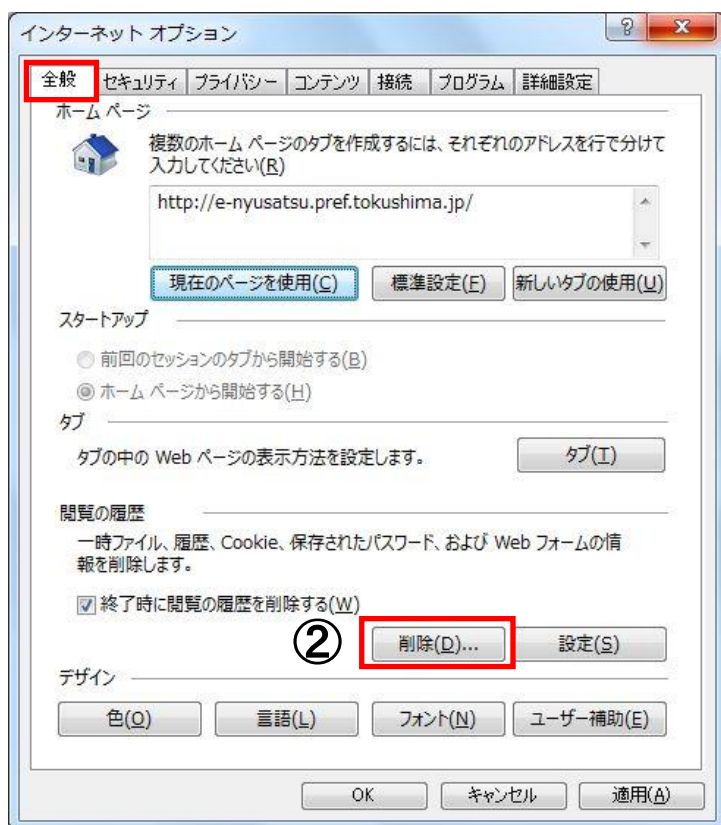 インターネット オプション
全般 セキュリティ プライバシー コンテンツ 接続 プログラム 詳細設定
ホーム ページ
複数のホーム ページのタブを作成するには、それぞれのアドレスを行で分けて
入力してください(R)
http://e-nyusatsu.pref.tokushima.jp/
現在のページを使用(C) 標準設定(F) 新しいタブの使用(U)
スタートアップ
前回のセッションのタブから開始する(B)
ホーム ページから開始する(H)
タブ
タブの中の Web ページの表示方法を設定します。 タブ(T)
閲覧の履歴
一時ファイル、履歴、Cookie、保存されたパスワード、および Web フォームの情
報を削除します。
終了時に閲覧の履歴を削除する(W)
② 削除(D)... 設定(S)
デザイン
色(O) 言語(L) フォント(N) ユーザー補助(E)
OK キャンセル 適用(A)